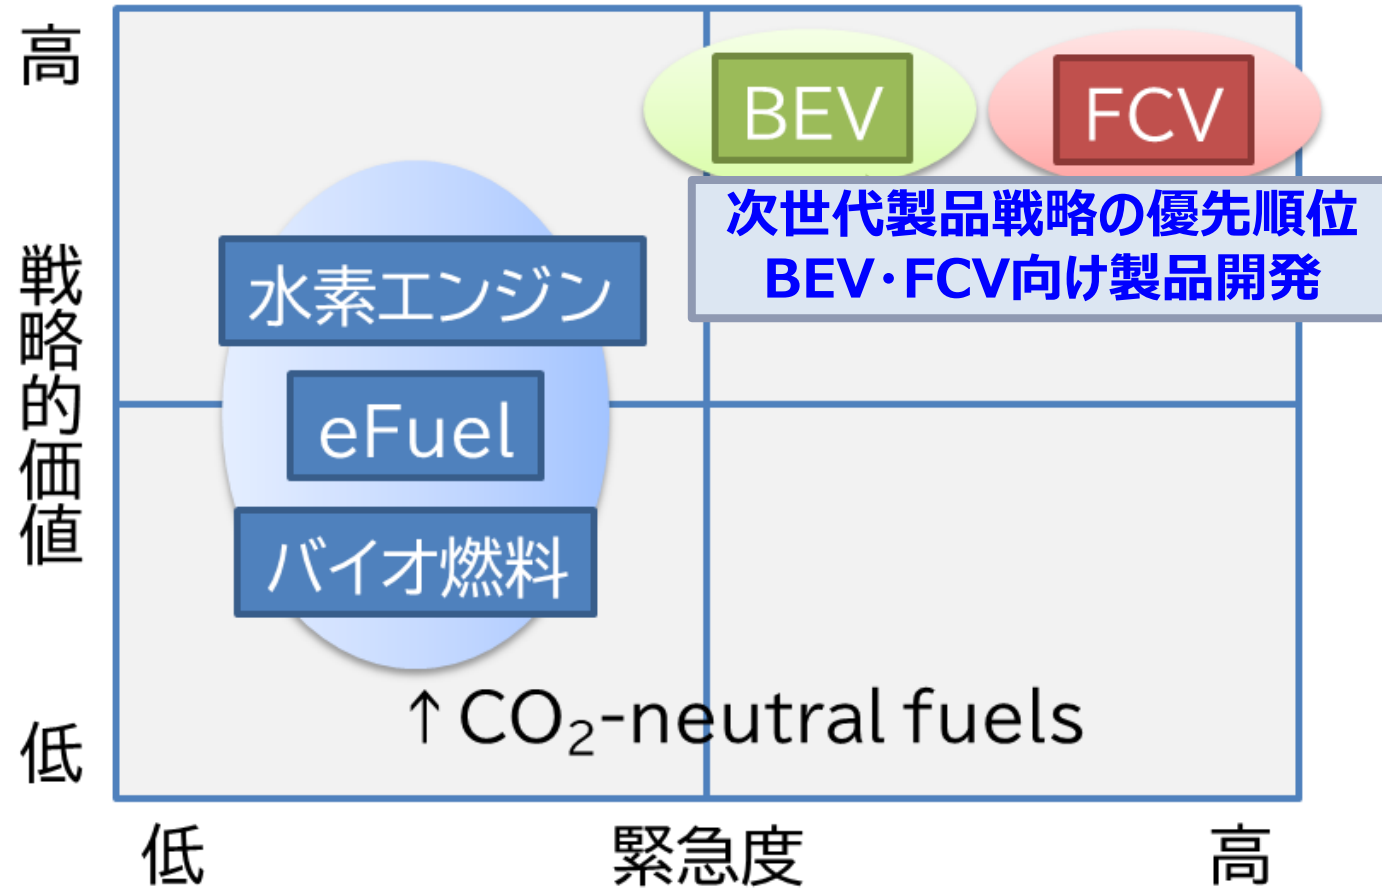 高
BEV
FCV
次世代製品戦略の優先順位
BEV・FCV向け製品開発
戦略的価値
水素エンジン
eFuel
バイオ燃料
↑CO₂-neutral fuels
低
低
緊急度
高